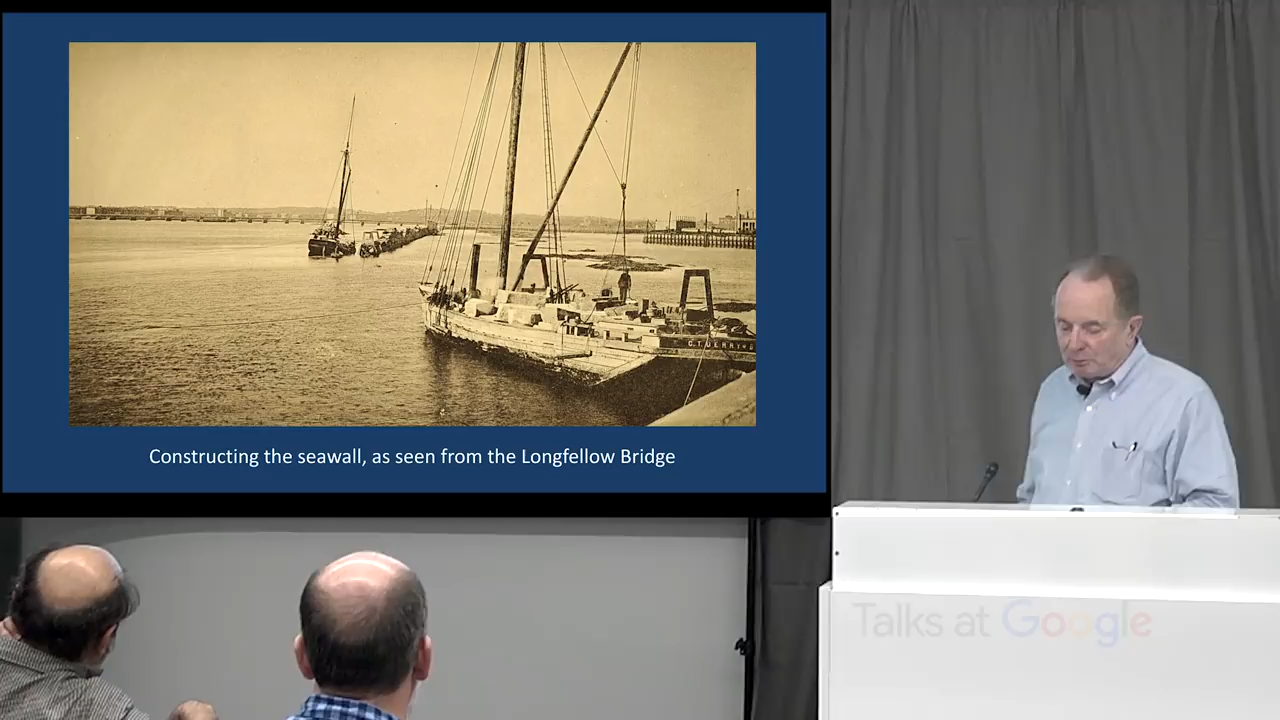 Constructing the seawall, as seen from the Longfellow Bridge
Talks at Google